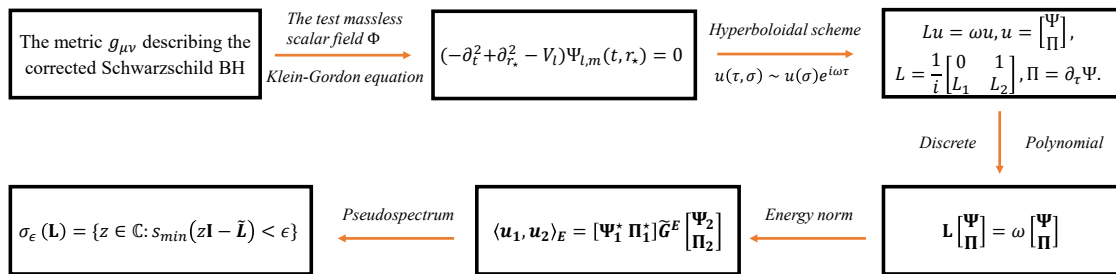 The metric g_{μν} describing the
corrected Schwarzschild BH
The test massless
scalar field Φ
Klein-Gordon equation
(−∂_t^2+∂_{r⋆}^2 − V_l)Ψ_{l,m}(t, r⋆) = 0
Hyperboloidal scheme
u(τ, σ) ~ u(σ)e^{iωτ}
Lu = ωu, u = [Ψ Π],
L = 1/i [0 1 L_1 L_2], Π = ∂_τΨ.
Discrete Polynomial
L[Ψ Π] = ω[Ψ Π]
Energy norm
⟨u_1, u_2⟩_E = [Ψ_1^⋆ Π_1^⋆]G̃^E[Ψ_2 Π_2]
Pseudospectrum
σ_ϵ (L) = {z ∈ ℂ: s_{min}(zI − L̃) < ϵ}